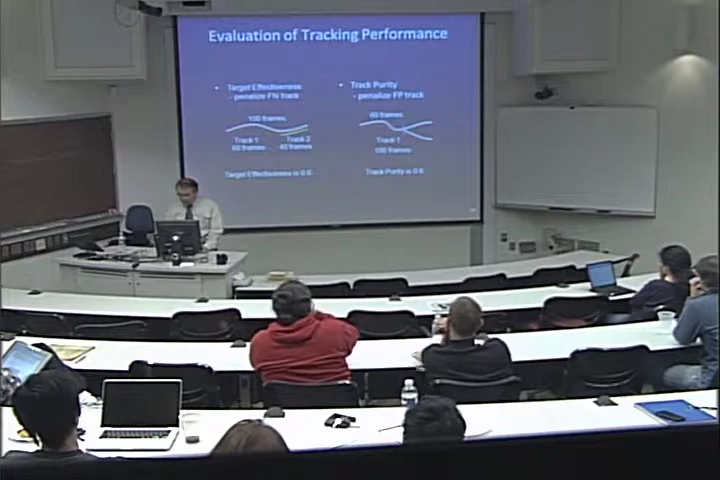 Evaluation of Tracking Performance
• Target Effectiveness
- penalize FN track
100 frames
Track 1
60 frames
Track 2
40 frames
Target Effectiveness is 0.6
• Track Purity
- penalize FP track
60 frames
Track 1
100 frames
Track Purity is 0.6